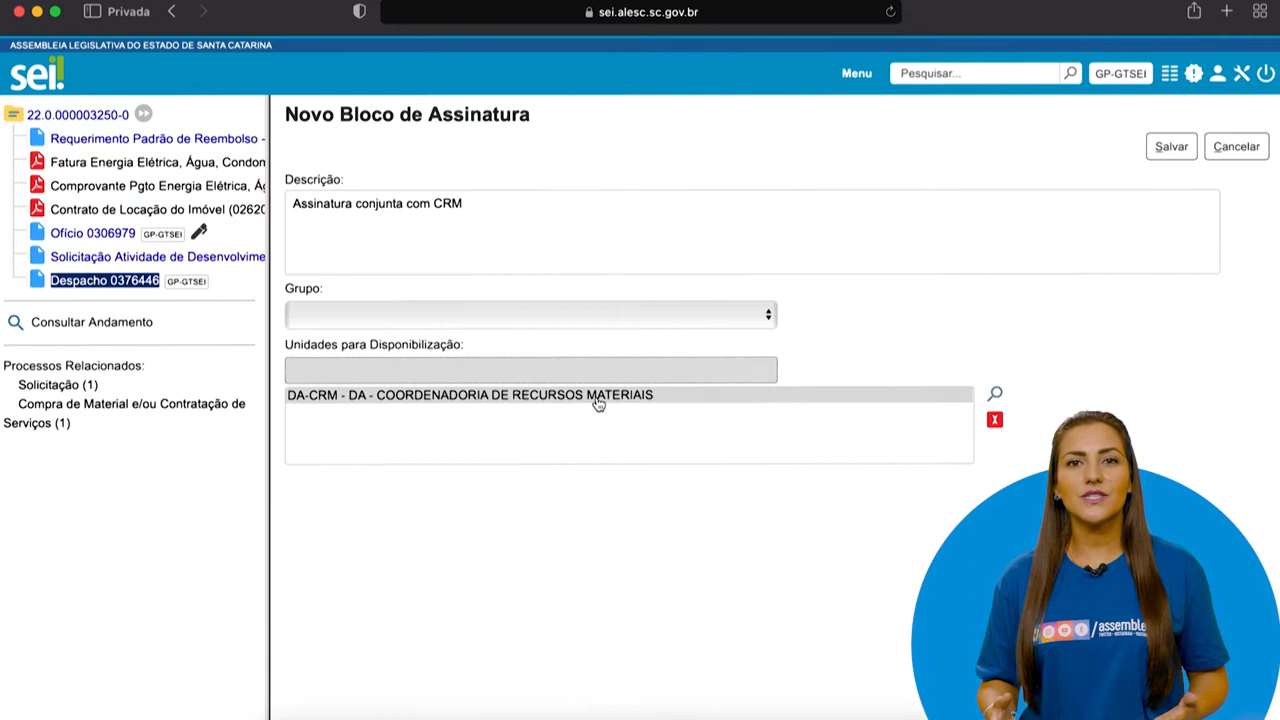 Privada
sei.alesc.sc.gov.br
ASSEMBLEIA LEGISLATIVA DO ESTADO DE SANTA CATARINA
sei!
Menu
Pesquisar...
GP-GTSEI
22.0.000003250-0
Requerimento Padrão de Reembolso -
Fatura Energia Elétrica, Água, Condon
Comprovante Pgto Energia Elétrica, Ág
Contrato de Locação do Imóvel (02620
Ofício 0306979 GP-GTSEI
Solicitação Atividade de Desenvolvime
Despacho 0376446 GP-GTSEI
Consultar Andamento
Processos Relacionados:
Solicitação (1)
Compra de Material e/ou Contratação de
Serviços (1)
Novo Bloco de Assinatura
Salvar
Cancelar
Descrição:
Assinatura conjunta com CRM
Grupo:
Unidades para Disponibilização:
DA-CRM - DA - COORDENADORIA DE RECURSOS MATERIAIS
X
/assemble